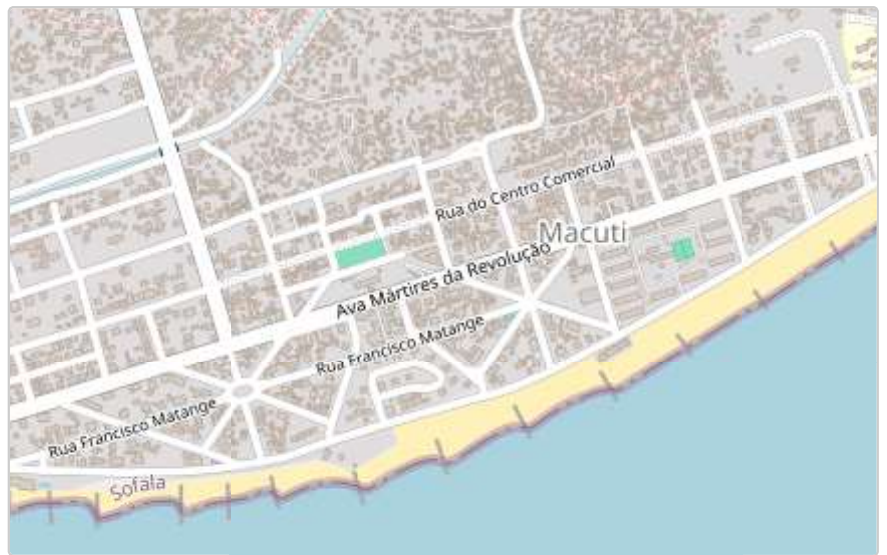 Rua do Centro Comercial
Macuti
Ava Mártires da Revolução
Rua Francisco Matange
Rua Francisco Matange
Sofala